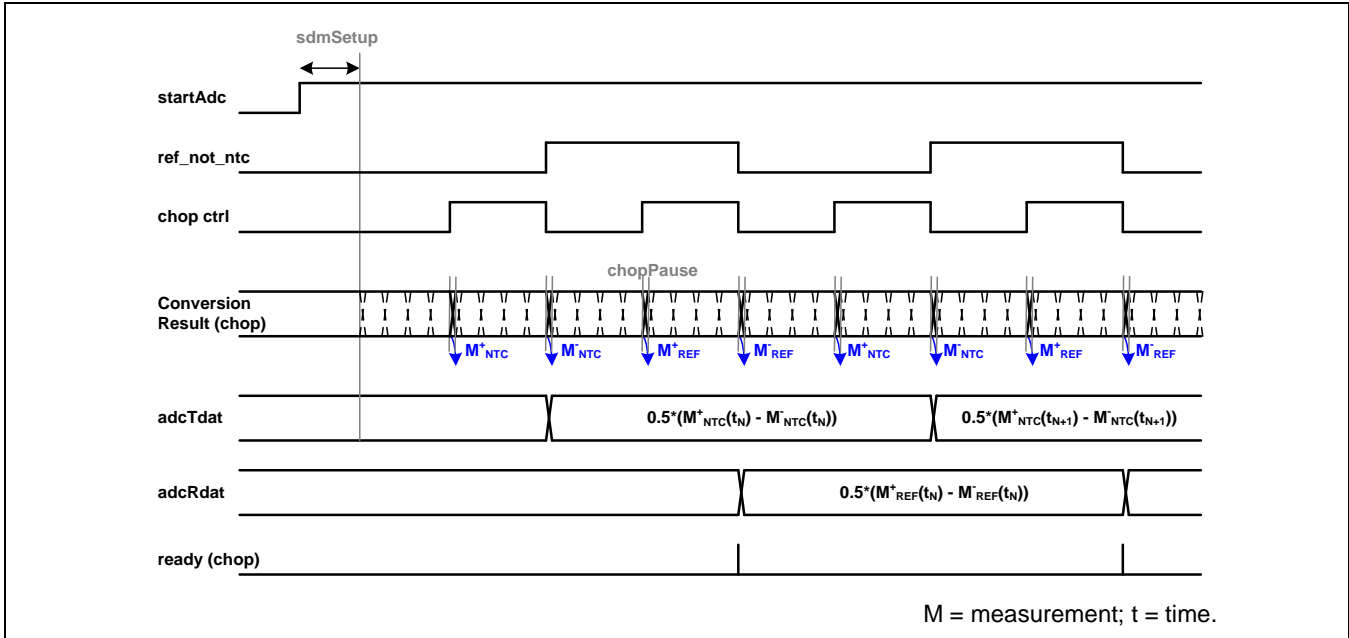 sdmSetup
startAdc
ref_not_ntc
chop ctrl
chopPause
Conversion
Result (chop)
M⁺NTC M⁻NTC M⁺REF M⁻REF M⁺NTC M⁻NTC M⁺REF M⁻REF
adcTdat 0.5*(M⁺NTC(tN) - M⁻NTC(tN)) 0.5*(M⁺NTC(tN+1) - M⁻NTC(tN+1))
adcRdat 0.5*(M⁺REF(tN) - M⁻REF(tN))
ready (chop)
M = measurement; t = time.